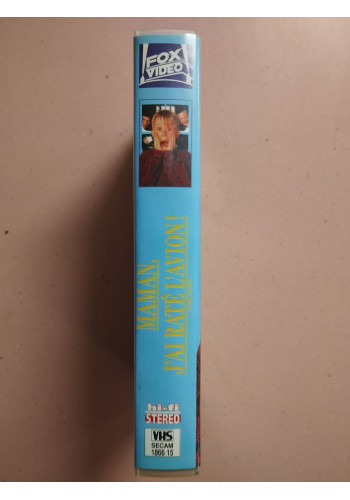 FOX
VIDEO
MAMAN,
J'AI RATÉ L'AVION!
hi-fi
STEREO
VHS
SECAM
1866 15